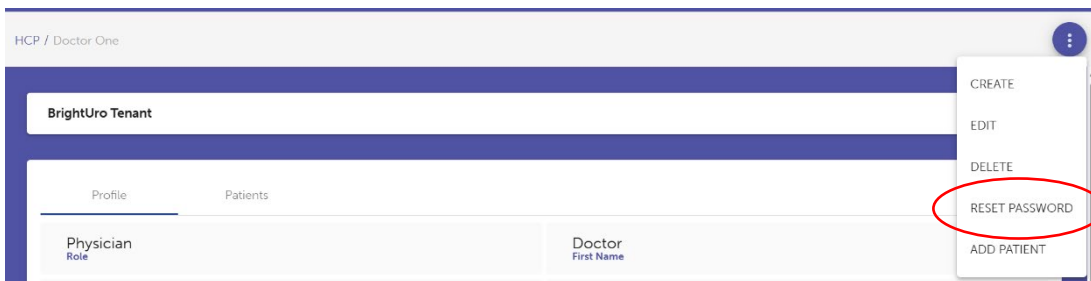 HCP / Doctor One
CREATE
BrightUro Tenant
EDIT
DELETE
Profile Patients
RESET PASSWORD
Physician Doctor
Role First Name
ADD PATIENT